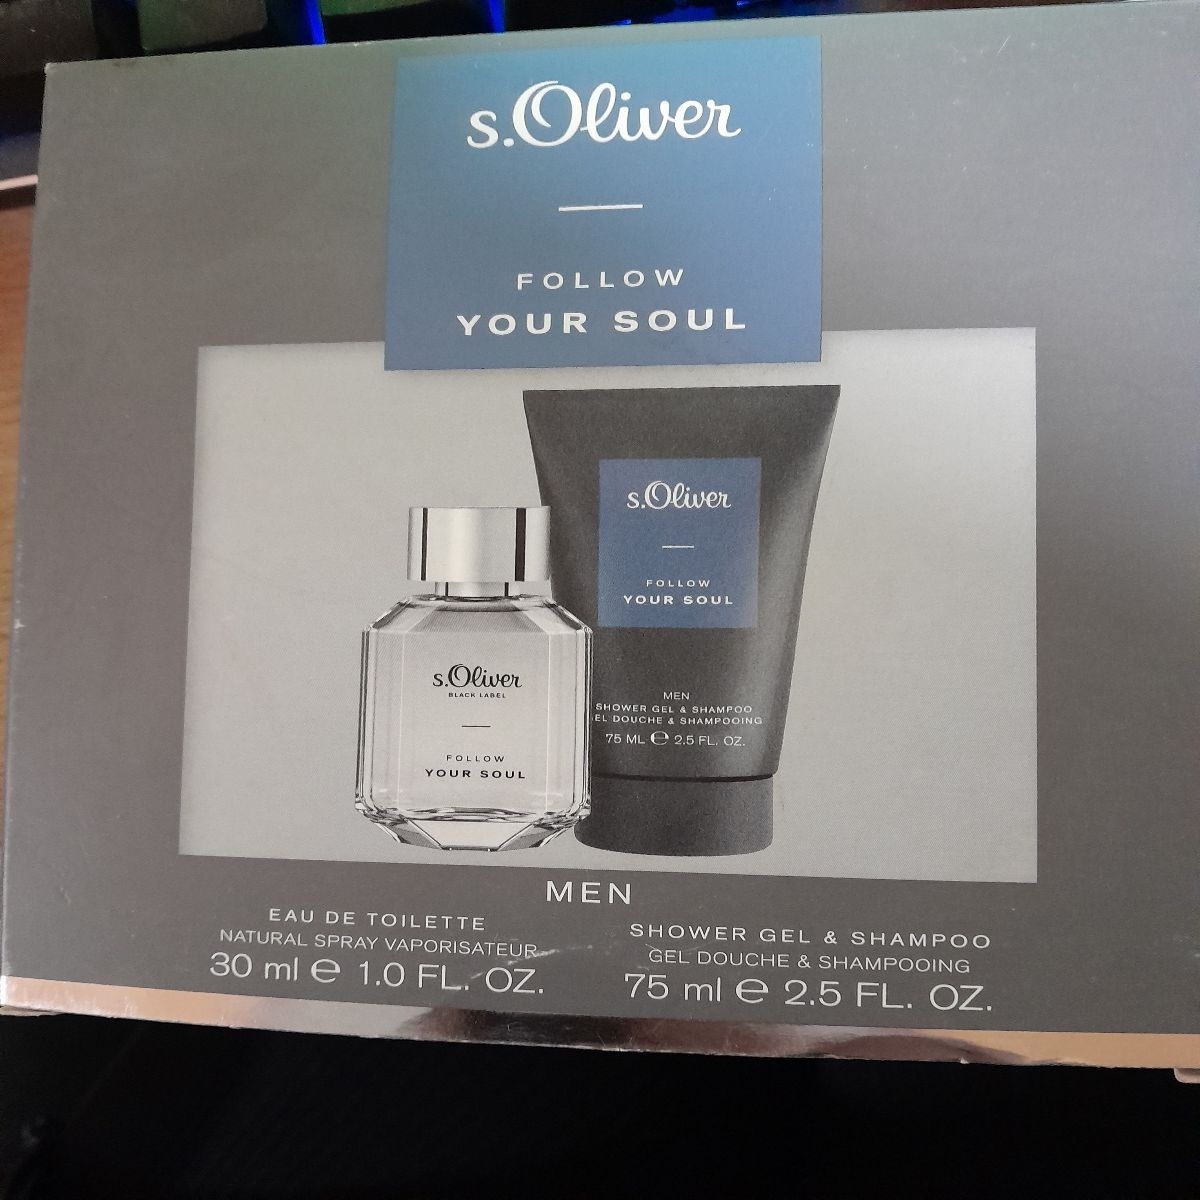 s.Oliver
FOLLOW
YOUR SOUL
s.Oliver
FOLLOW
YOUR SOUL
MEN
SHOWER GEL & SHAMPOO
GEL DOUCHE & SHAMPOOING
75 ML ℮ 2.5 FL. OZ.
s.Oliver
BLACK LABEL
FOLLOW
YOUR SOUL
MEN
EAU DE TOILETTE
NATURAL SPRAY VAPORISATEUR
30 ml ℮ 1.0 FL. OZ.
SHOWER GEL & SHAMPOO
GEL DOUCHE & SHAMPOOING
75 ml ℮ 2.5 FL. OZ.